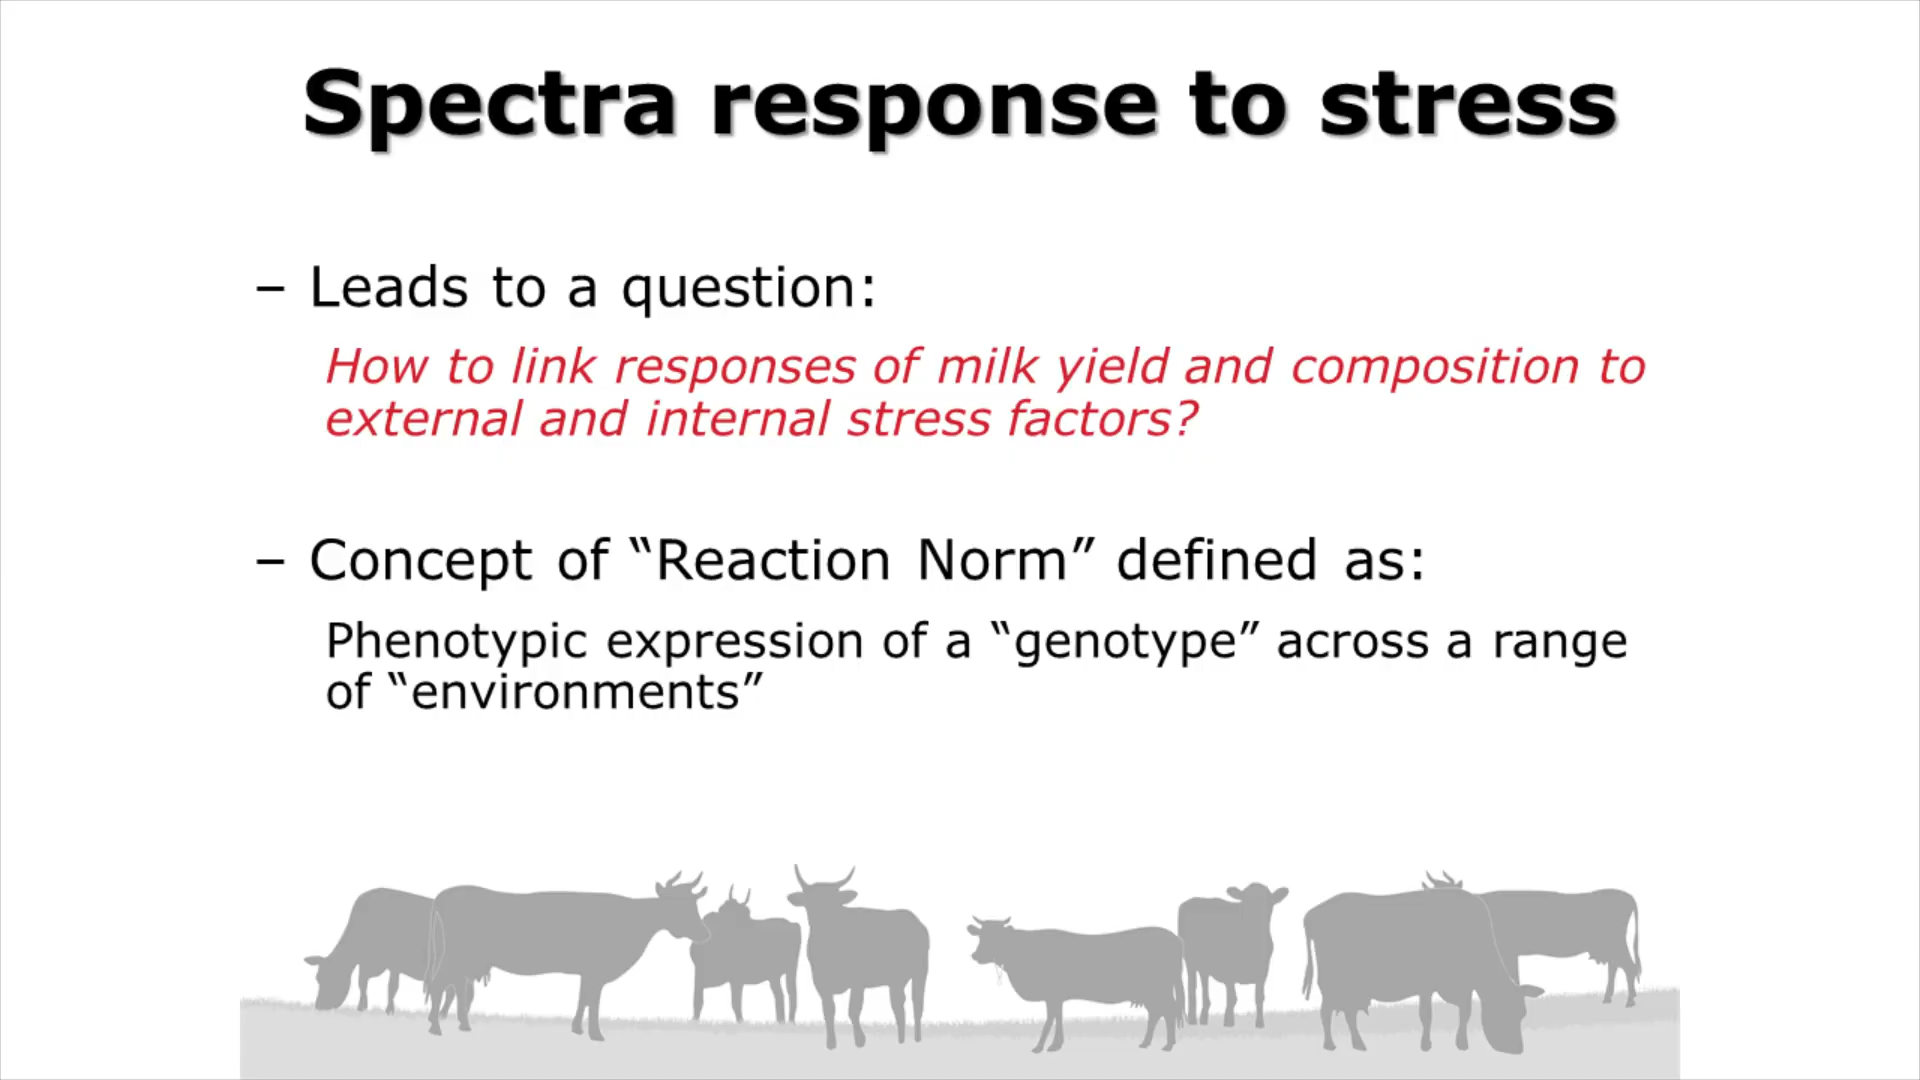 Spectra response to stress
– Leads to a question:
How to link responses of milk yield and composition to
external and internal stress factors?
– Concept of “Reaction Norm” defined as:
Phenotypic expression of a “genotype” across a range
of “environments”